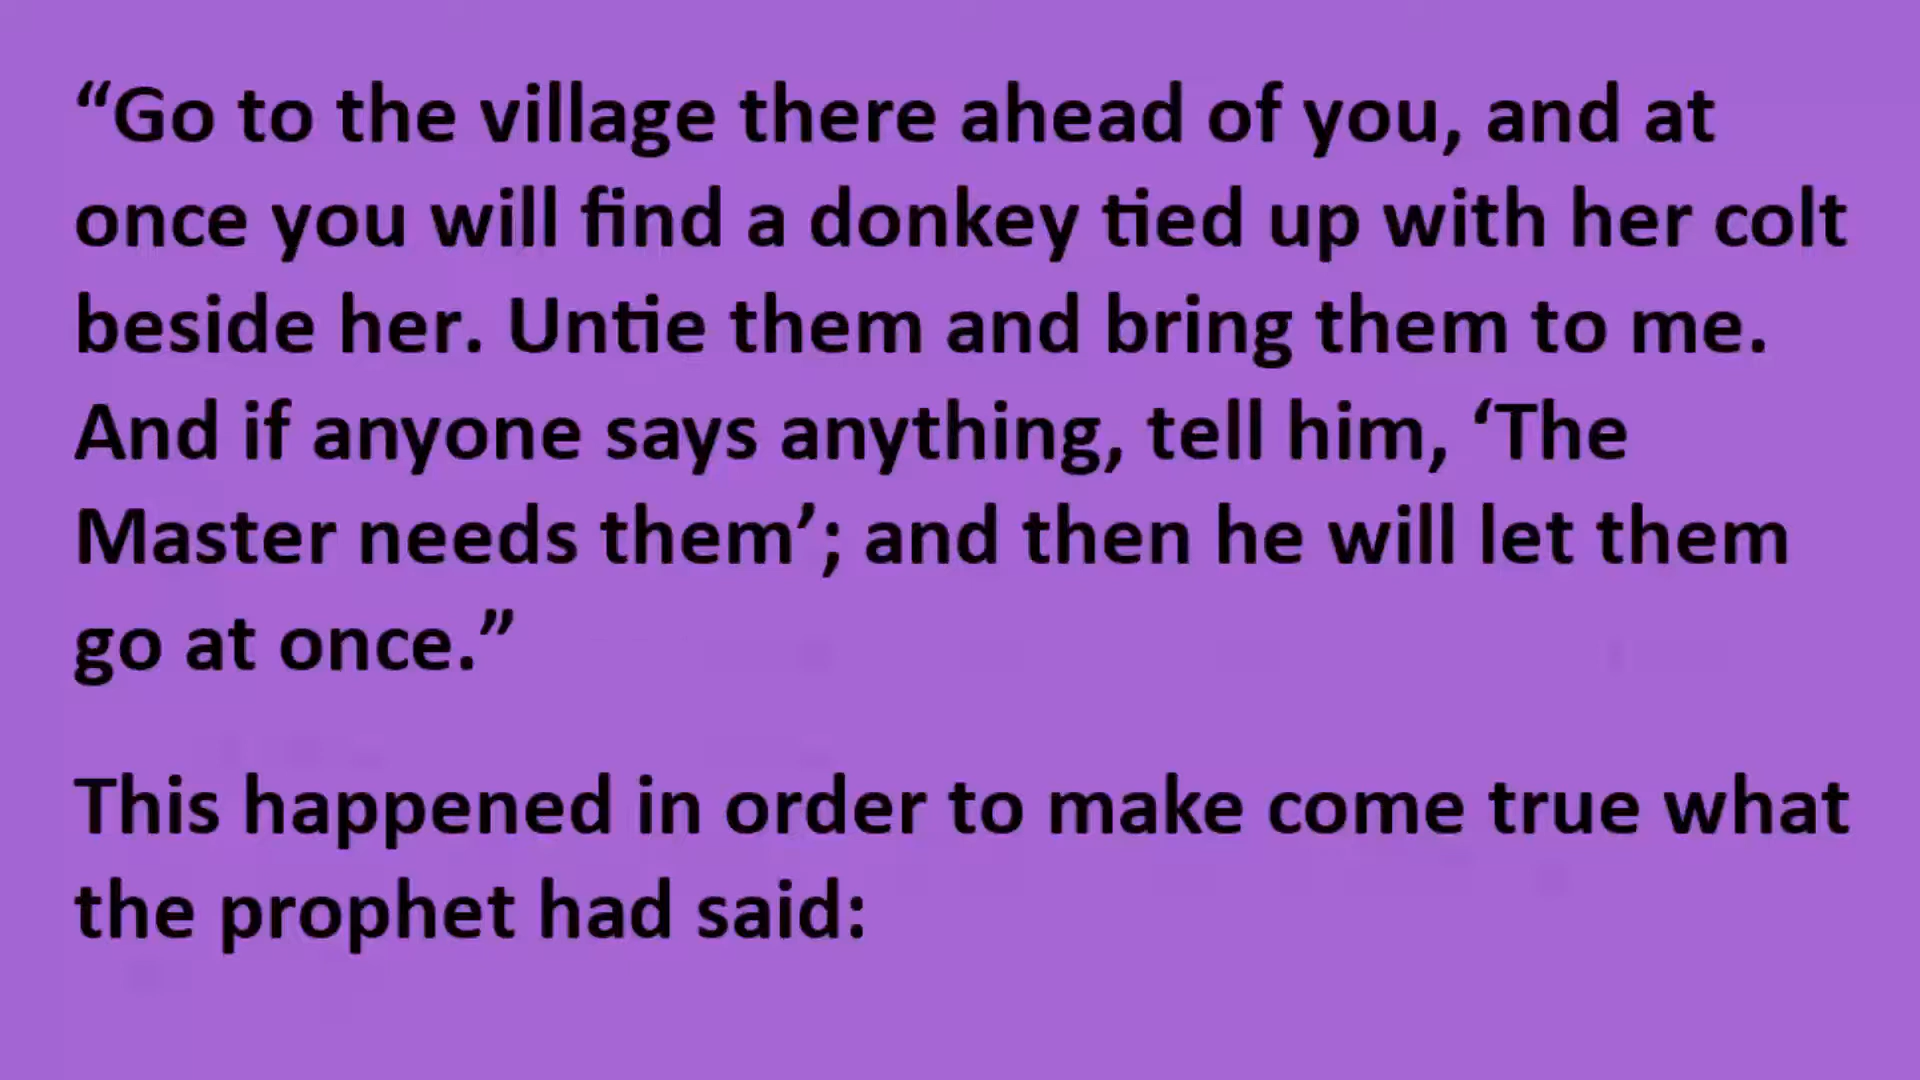 “Go to the village there ahead of you, and at
once you will find a donkey tied up with her colt
beside her. Untie them and bring them to me.
And if anyone says anything, tell him, ‘The
Master needs them’; and then he will let them
go at once.”
This happened in order to make come true what
the prophet had said: